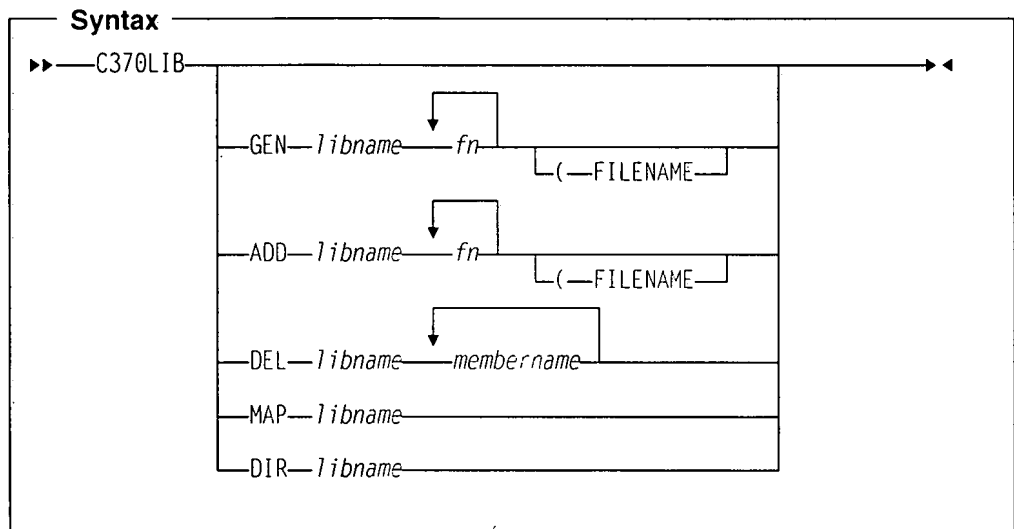 Syntax
C370LIB
GEN libname fn
( FILENAME
ADD libname fn
( FILENAME
DEL libname membername
MAP libname
DIR libname